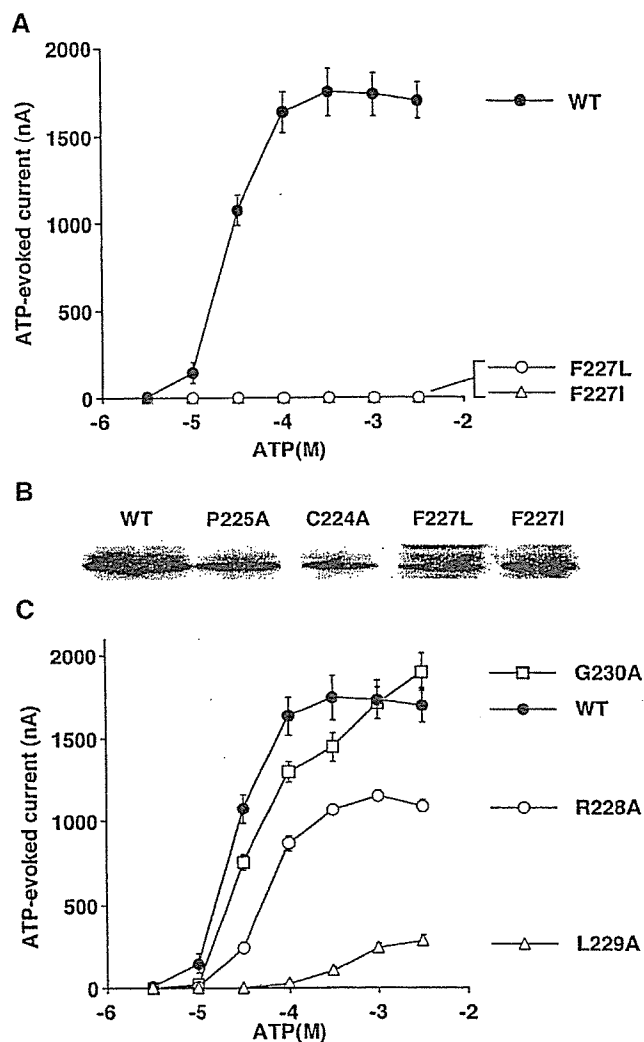 A
ATP-evoked current (nA)
2000
1500
1000
500
0
-6
-5
-4
-3
-2
ATP(M)
WT
F227L
F227I
B
WT P225A C224A F227L F227I
C
ATP-evoked current (nA)
2000
1500
1000
500
0
-6
-5
-4
-3
-2
ATP(M)
G230A
WT
R228A
L229A